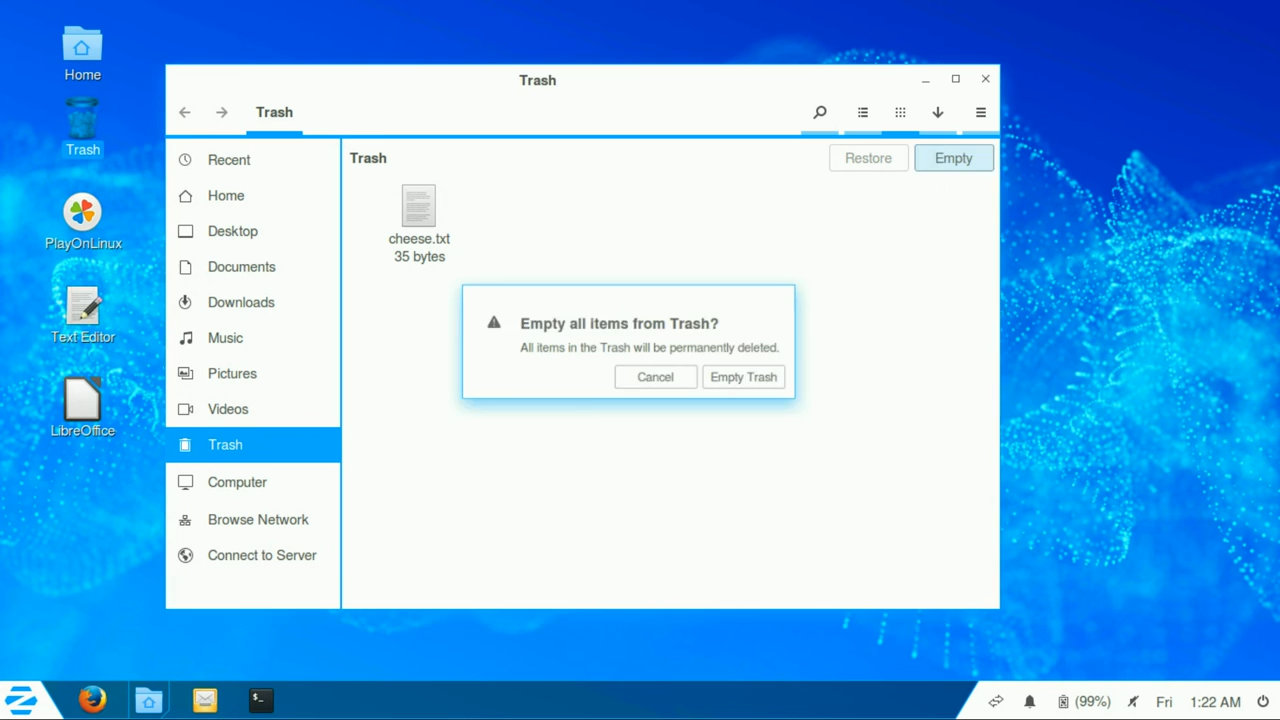 Home
Trash
PlayOnLinux
Text Editor
LibreOffice
Trash
Trash
Recent
Home
Desktop
Documents
Downloads
Music
Pictures
Videos
Trash
Computer
Browse Network
Connect to Server
Trash
Restore
Empty
cheese.txt
35 bytes
Empty all items from Trash?
All items in the Trash will be permanently deleted.
Cancel
Empty Trash
$_
(99%)
Fri
1:22 AM